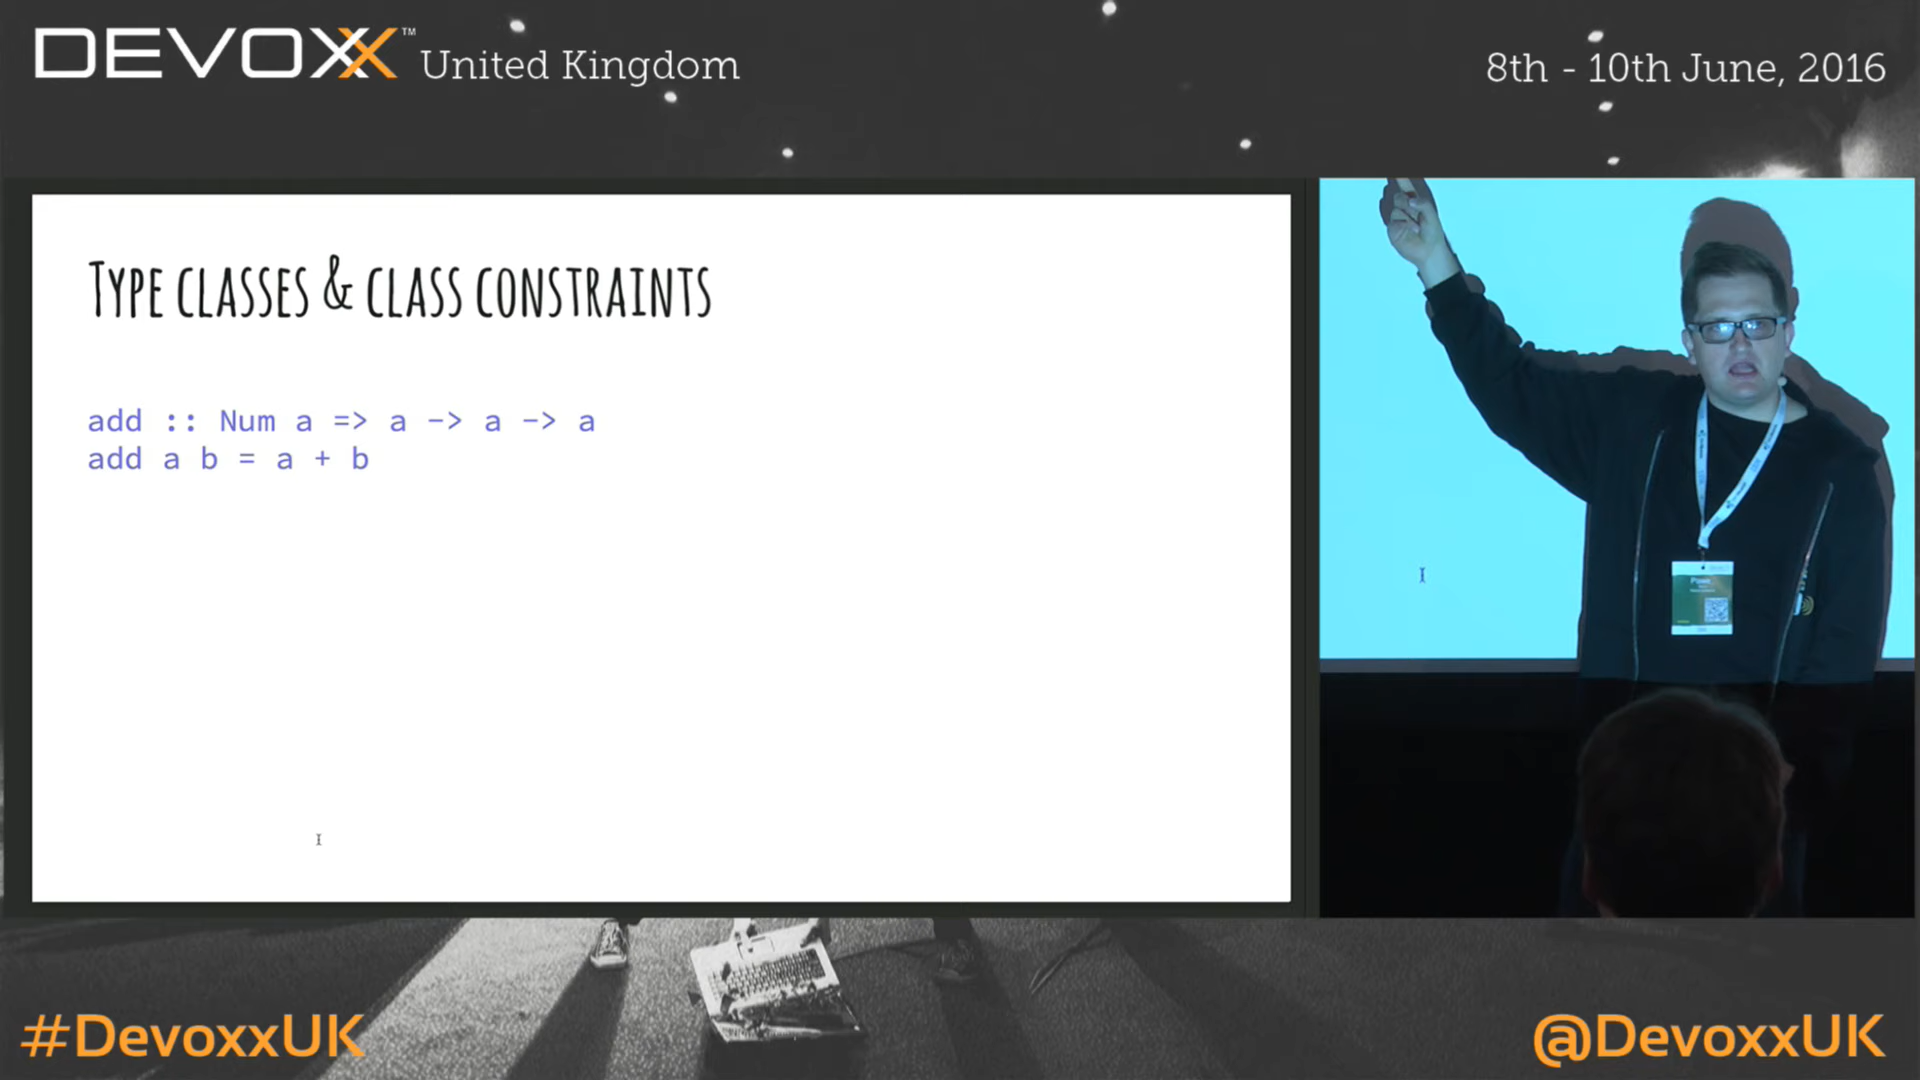 DEVOXX™ United Kingdom
8th - 10th June, 2016
TYPE CLASSES & CLASS CONSTRAINTS
add :: Num a => a -> a -> a
add a b = a + b
#DevoxxUK
@DevoxxUK